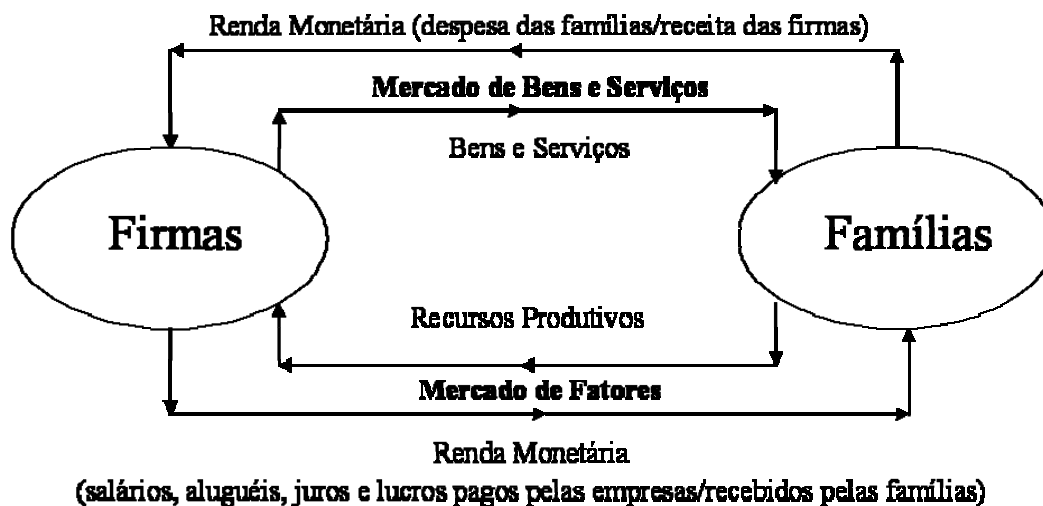 Renda Monetária (despesa das famílias/receita das firmas)
Mercado de Bens e Serviços
Bens e Serviços
Firmas
Famílias
Recursos Produtivos
Mercado de Fatores
Renda Monetária
(salários, aluguéis, juros e lucros pagos pelas empresas/recebidos pelas famílias)